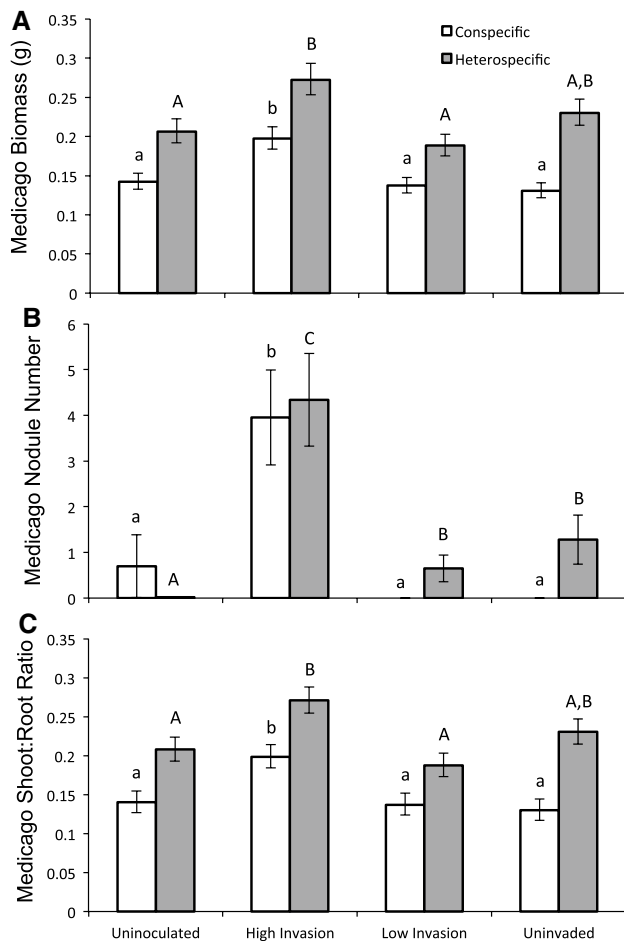 A
Medicago Biomass (g)
0.35
0.3
0.25
0.2
0.15
0.1
0.05
0
Conspecific
Heterospecific
a
A
b
B
a
A
a
A,B
B
Medicago Nodule Number
6
5
4
3
2
1
0
a
A
b
C
a
B
a
B
C
Medicago Shoot:Root Ratio
0.35
0.3
0.25
0.2
0.15
0.1
0.05
0
a
A
b
B
a
A
a
A,B
Uninoculated
High Invasion
Low Invasion
Uninvaded